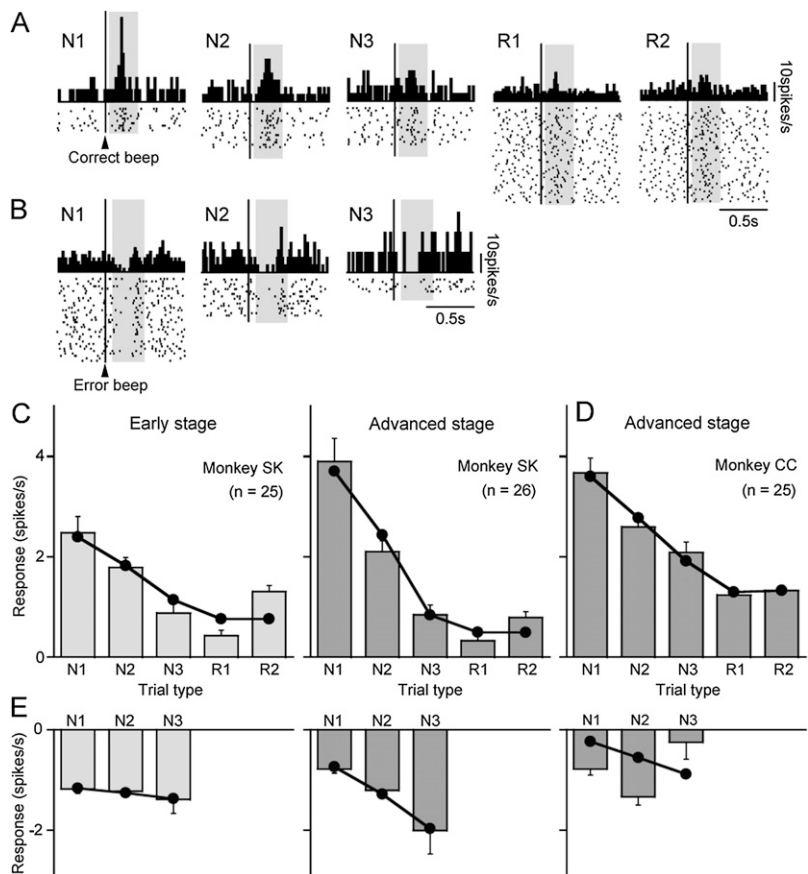 A
N1 N2 N3 R1 R2
10spikes/s
Correct beep
0.5s
B
N1 N2 N3
10spikes/s
0.5s
Error beep
C Early stage Advanced stage D Advanced stage
Monkey SK Monkey SK Monkey CC
(n = 25) (n = 26) (n = 25)
Response (spikes/s)
4
2
0
N1 N2 N3 R1 R2 N1 N2 N3 R1 R2 N1 N2 N3 R1 R2
Trial type Trial type Trial type
E
N1 N2 N3 N1 N2 N3 N1 N2 N3
Response (spikes/s)
0
-2